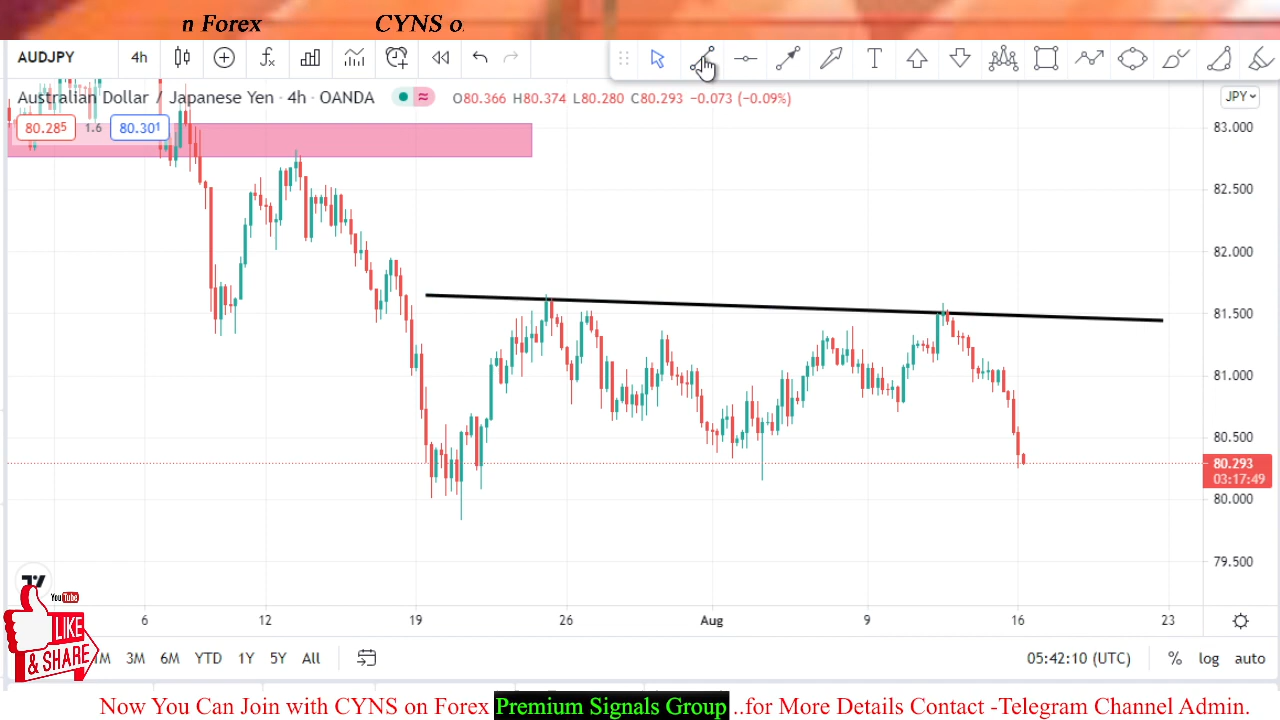 n Forex CYNS o
AUDJPY 4h
Australian Dollar / Japanese Yen · 4h · OANDA O80.366 H80.374 L80.280 C80.293 −0.073 (−0.09%) JPY
80.285 1.6 80.301
83.000
82.500
82.000
81.500
81.000
80.500
80.293
03:17:49
80.000
79.500
6 12 19 26 Aug 9 16 23
YouTube
LIKE
& SHARE
1M 3M 6M YTD 1Y 5Y All 05:42:10 (UTC) % log auto
Now You Can Join with CYNS on Forex Premium Signals Group ..for More Details Contact -Telegram Channel Admin.